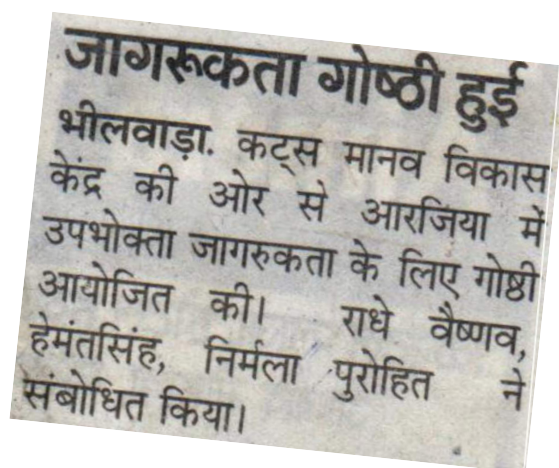 जागरूकता गोष्ठी हुई
भीलवाड़ा. कट्स मानव विकास
केंद्र की ओर से आरजिया में
उपभोक्ता जागरुकता के लिए गोष्ठी
आयोजित की। राधे वैष्णव,
हेमंतसिंह, निर्मला पुरोहित ने
संबोधित किया।